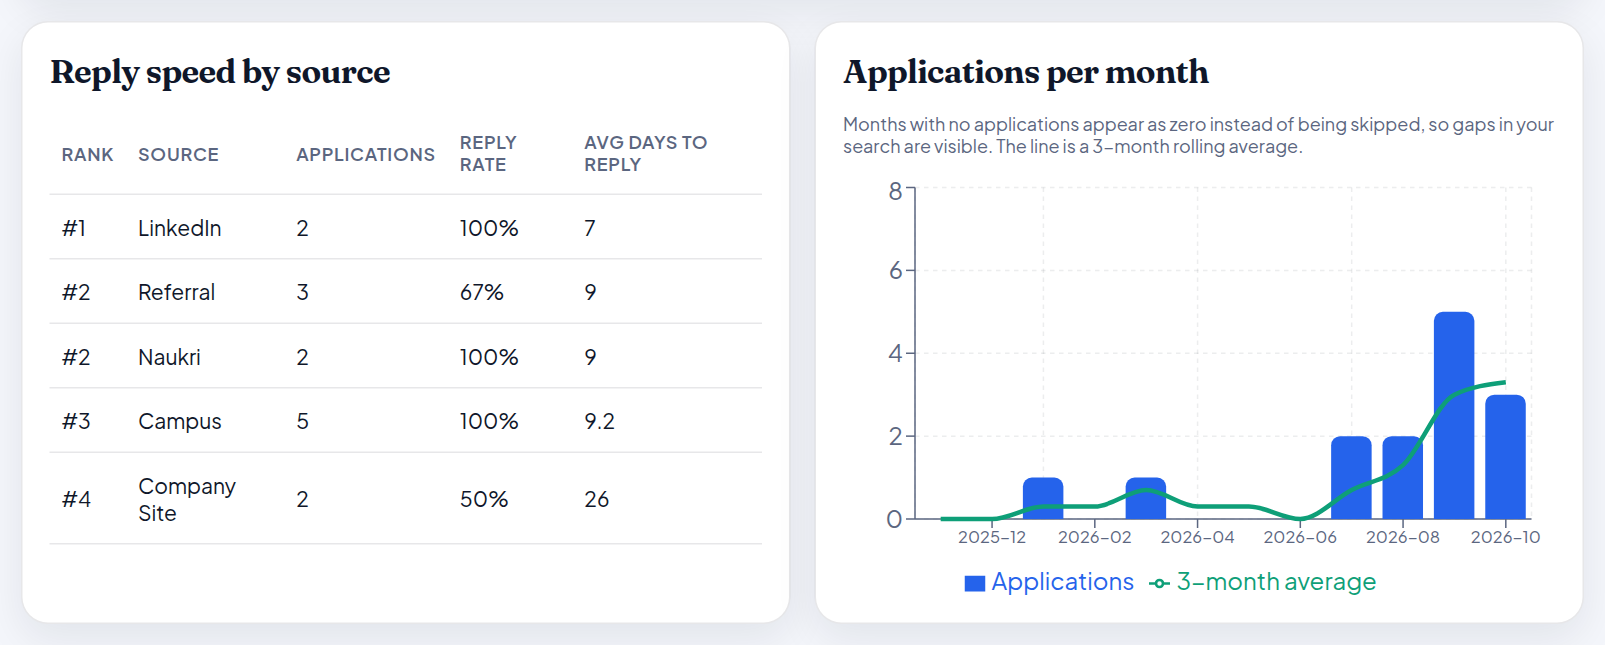 Reply speed by source
RANK SOURCE APPLICATIONS REPLY RATE AVG DAYS TO REPLY
#1 LinkedIn 2 100% 7
#2 Referral 3 67% 9
#2 Naukri 2 100% 9
#3 Campus 5 100% 9.2
#4 Company Site 2 50% 26
Applications per month
Months with no applications appear as zero instead of being skipped, so gaps in your
search are visible. The line is a 3-month rolling average.
8
6
4
2
0
2025-12 2026-02 2026-04 2026-06 2026-08 2026-10
Applications 3-month average